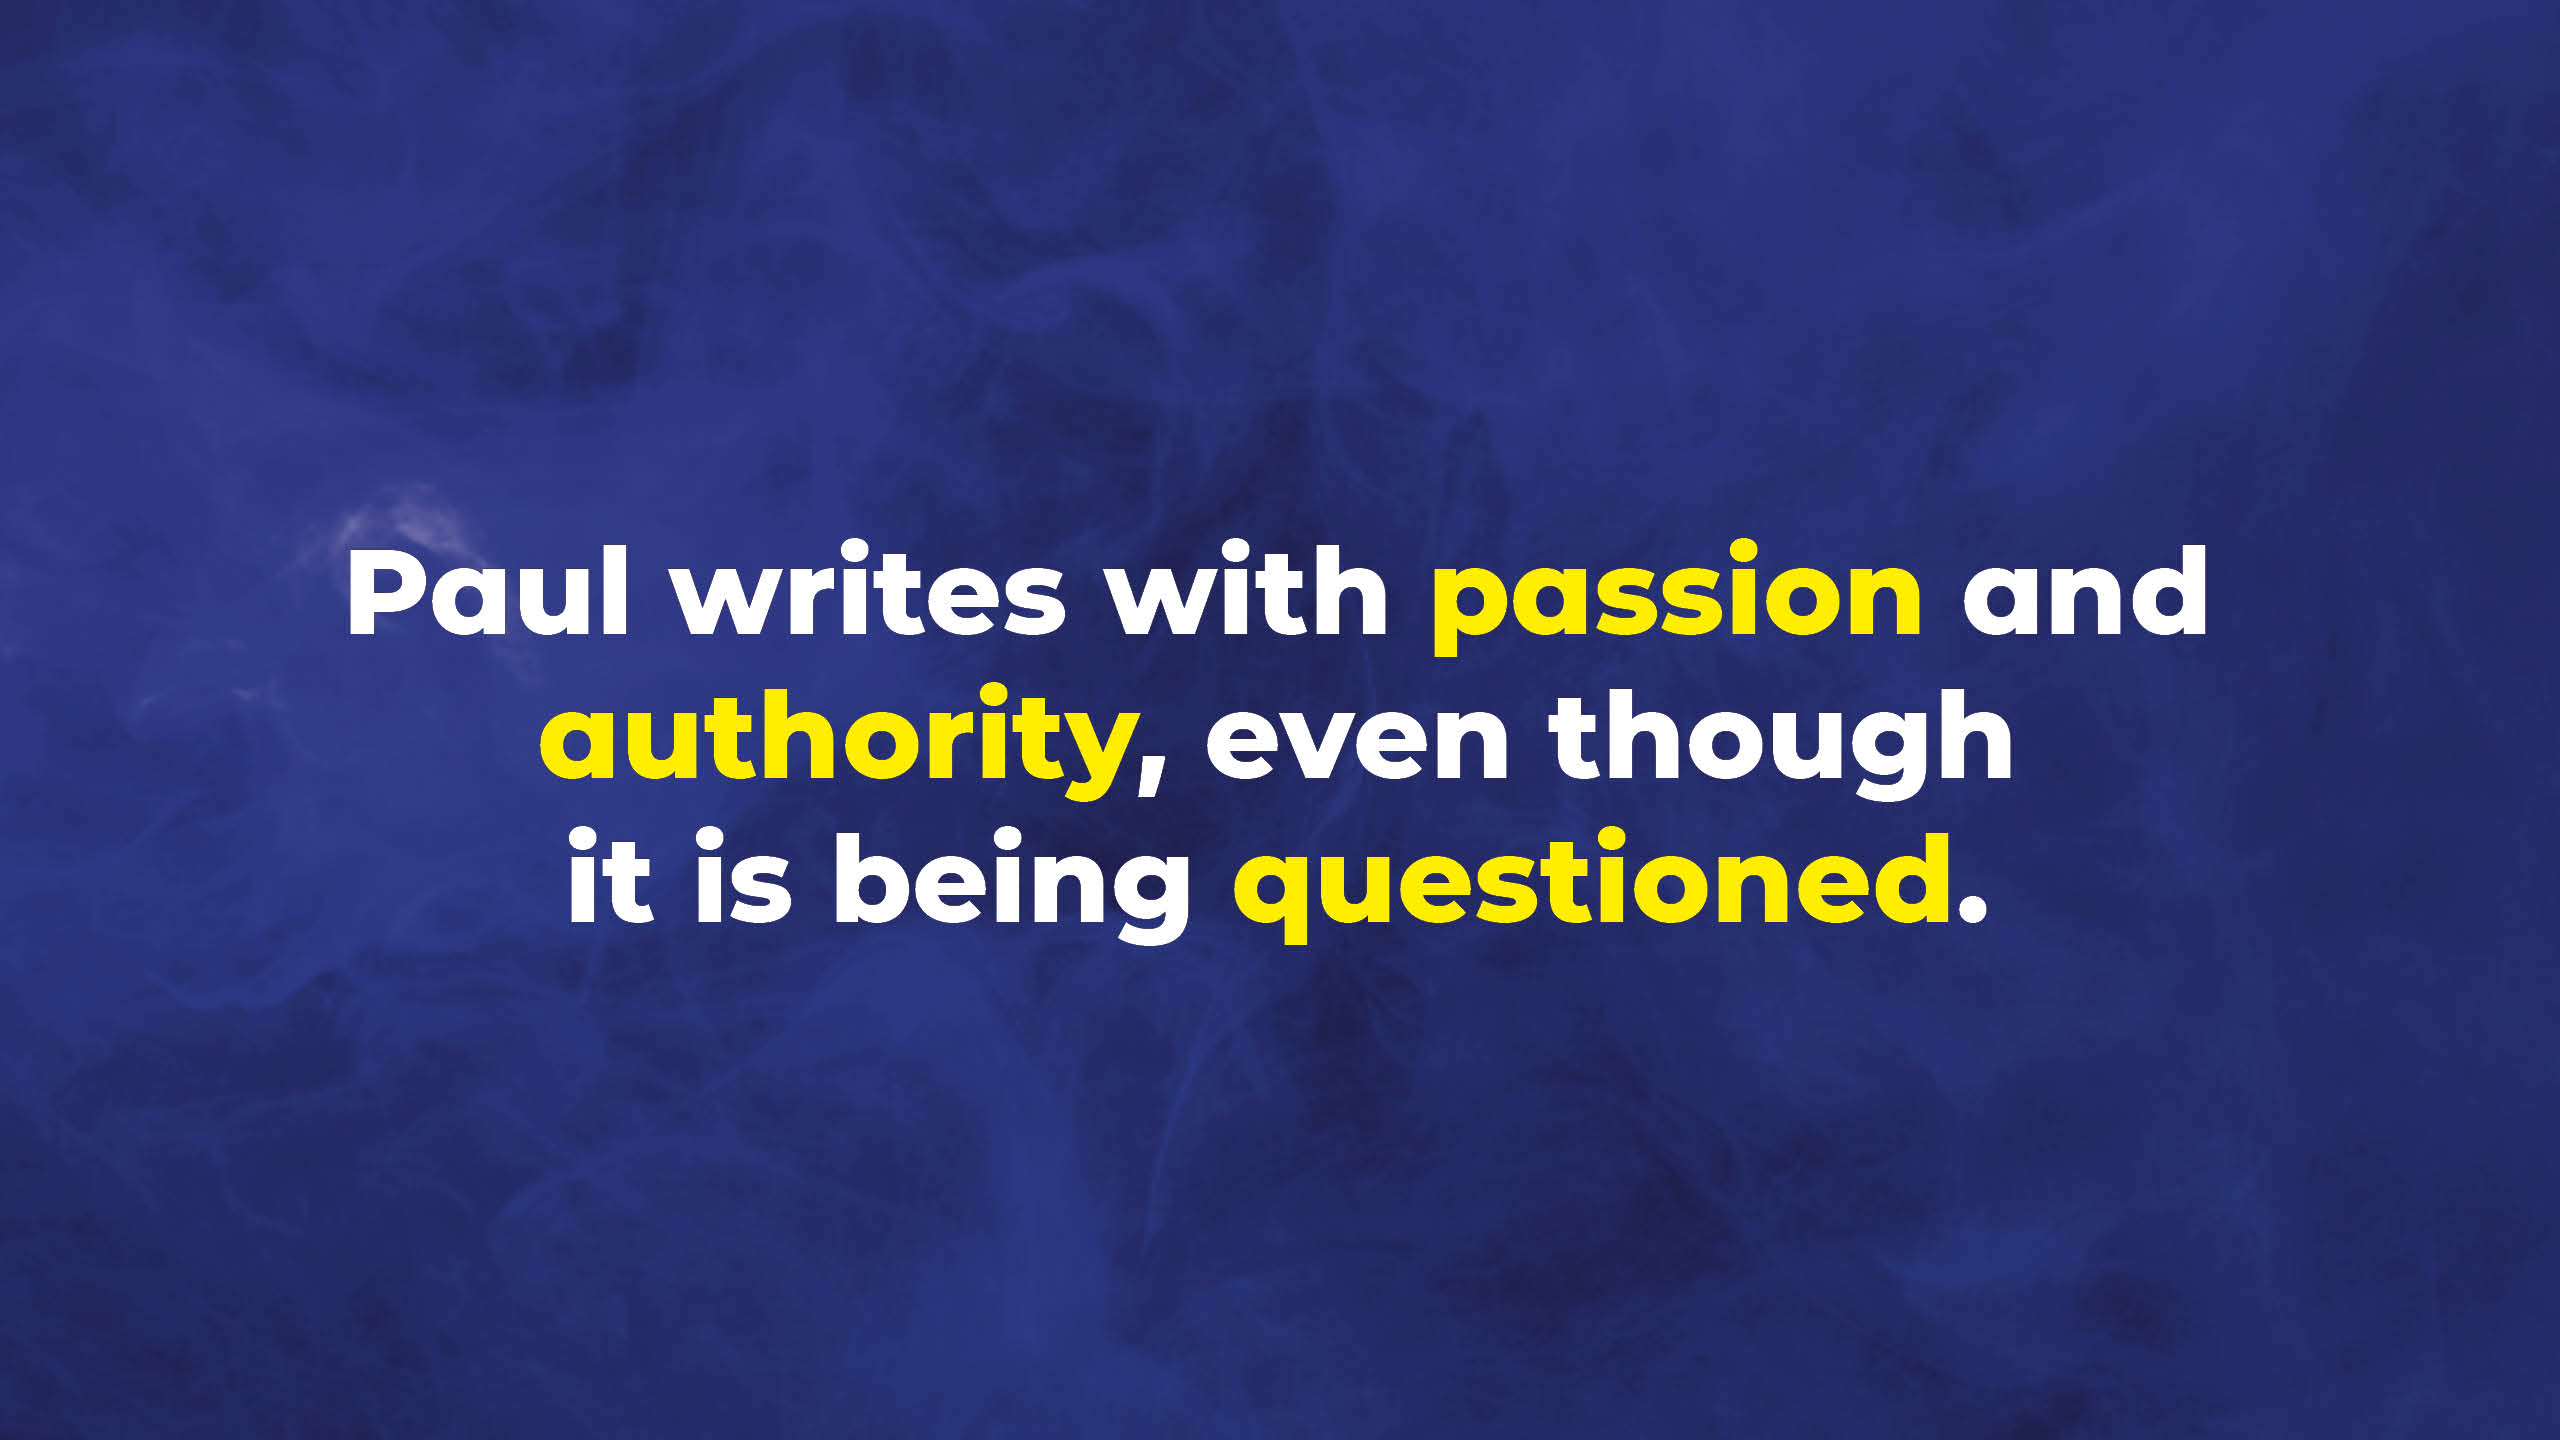 Paul writes with passion and
authority, even though
it is being questioned.